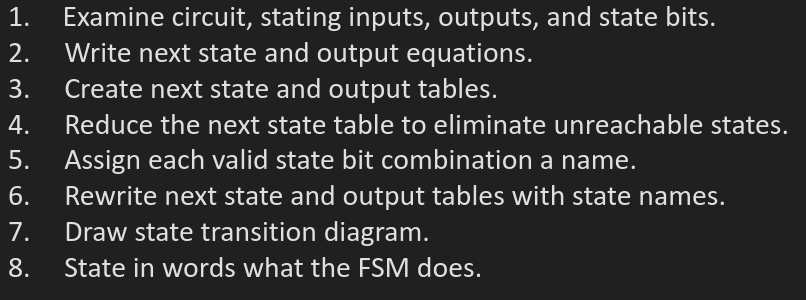 1. Examine circuit, stating inputs, outputs, and state bits.
2. Write next state and output equations.
3. Create next state and output tables.
4. Reduce the next state table to eliminate unreachable states.
5. Assign each valid state bit combination a name.
6. Rewrite next state and output tables with state names.
7. Draw state transition diagram.
8. State in words what the FSM does.